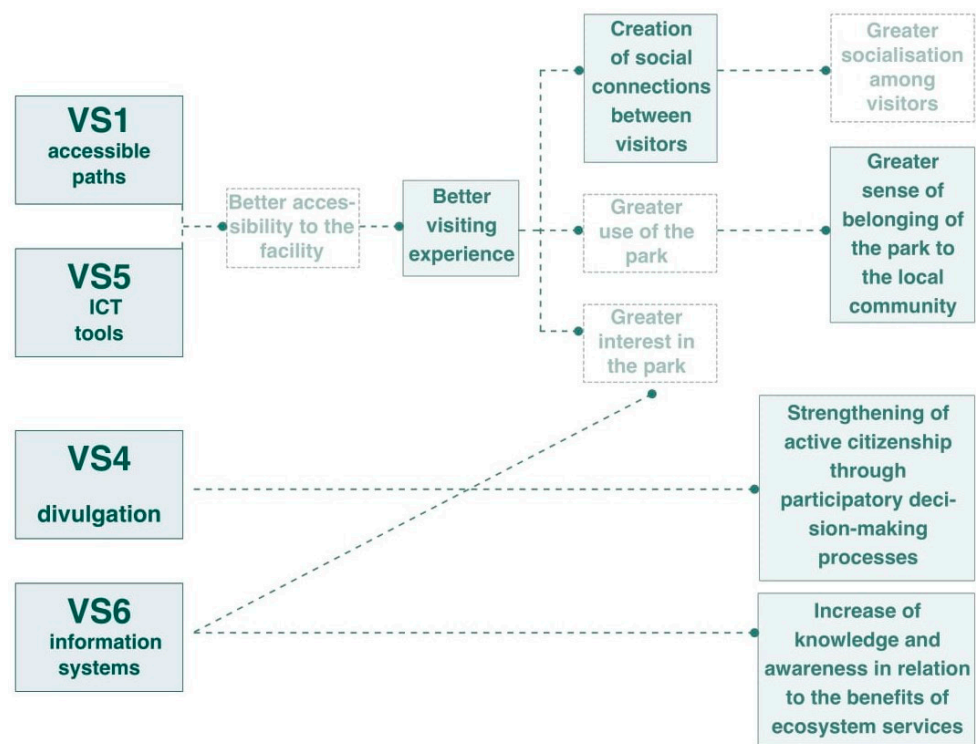 VS1
accessible
paths
VS5
ICT
tools
Better acces-
sibility to the
facility
Better
visiting
experience
Creation
of social
connections
between
visitors
Greater
socialisation
among
visitors
Greater
use of the
park
Greater
sense of
belonging of
the park to
the local
community
Greater
interest in
the park
VS4
divulgation
Strengthening of
active citizenship
through
participatory deci-
sion-making
processes
VS6
information
systems
Increase of
knowledge and
awareness in relation
to the benefits of
ecosystem services